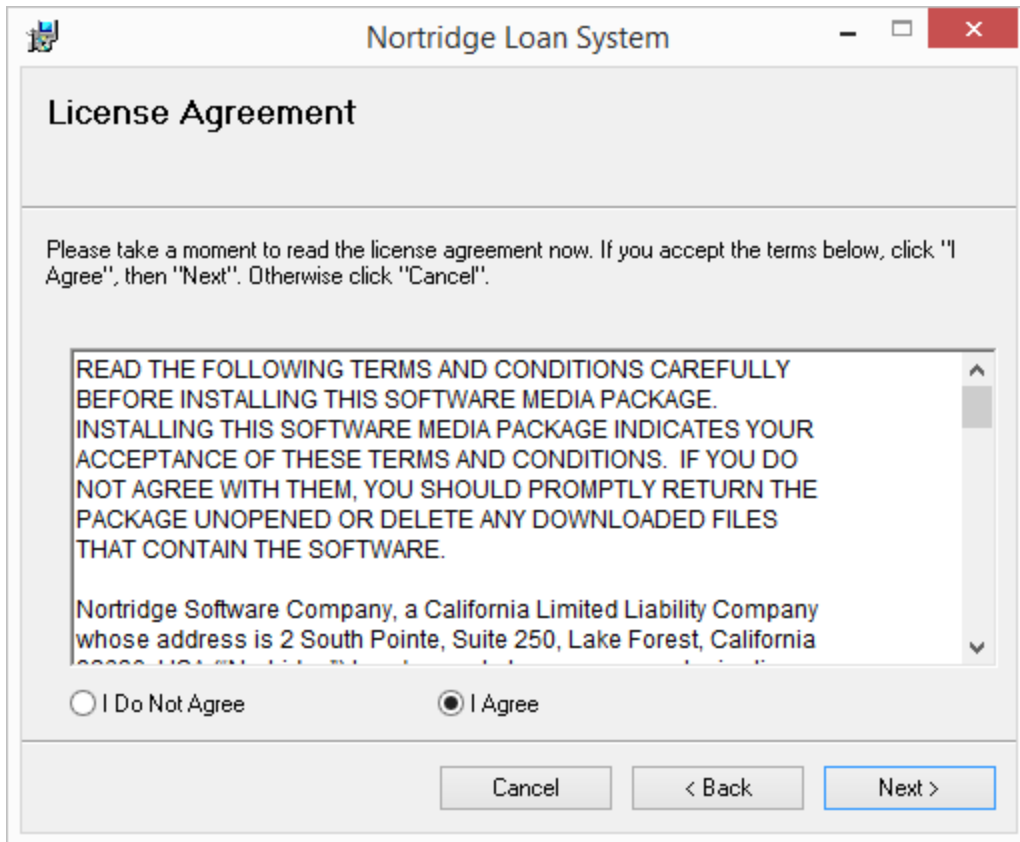 Nortridge Loan System
License Agreement
Please take a moment to read the license agreement now. If you accept the terms below, click "I
Agree", then "Next". Otherwise click "Cancel".
READ THE FOLLOWING TERMS AND CONDITIONS CAREFULLY
BEFORE INSTALLING THIS SOFTWARE MEDIA PACKAGE.
INSTALLING THIS SOFTWARE MEDIA PACKAGE INDICATES YOUR
ACCEPTANCE OF THESE TERMS AND CONDITIONS.  IF YOU DO
NOT AGREE WITH THEM, YOU SHOULD PROMPTLY RETURN THE
PACKAGE UNOPENED OR DELETE ANY DOWNLOADED FILES
THAT CONTAIN THE SOFTWARE.
Nortridge Software Company, a California Limited Liability Company
whose address is 2 South Pointe, Suite 250, Lake Forest, California
I Do Not Agree
I Agree
Cancel
< Back
Next >